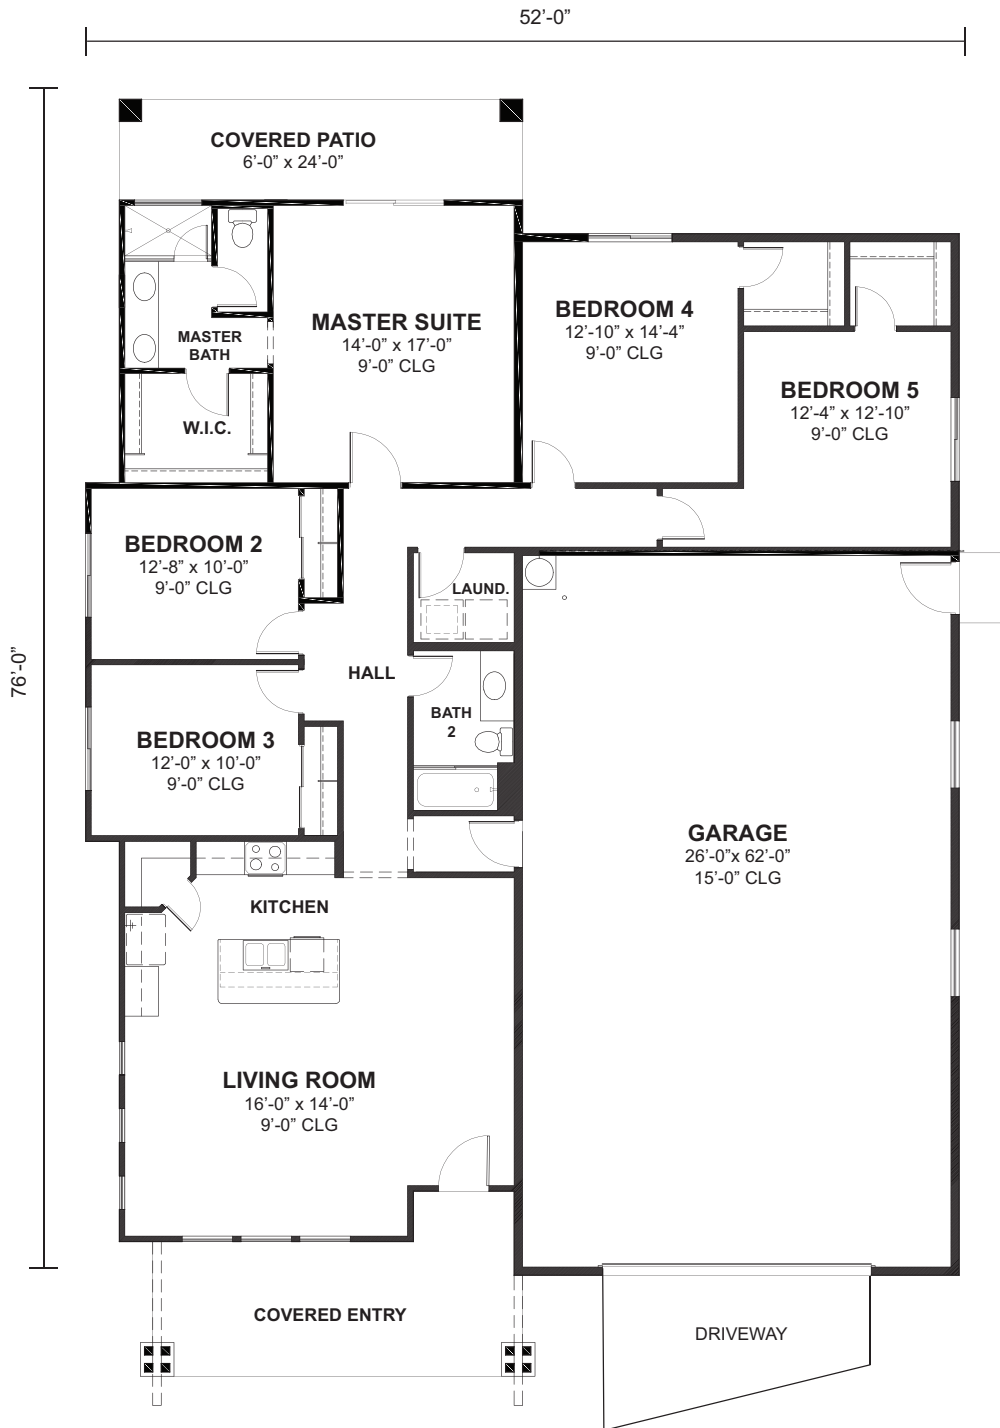 52’-0”
76’-0”
COVERED PATIO
6’-0” x 24’-0”
MASTER SUITE
14’-0” x 17’-0”
9’-0” CLG
MASTER
BATH
W.I.C.
BEDROOM 4
12’-10” x 14’-4”
9’-0” CLG
BEDROOM 5
12’-4” x 12’-10”
9’-0” CLG
BEDROOM 2
12’-8” x 10’-0”
9’-0” CLG
LAUND.
HALL
BATH
2
BEDROOM 3
12’-0” x 10’-0”
9’-0” CLG
GARAGE
26’-0”x 62’-0”
15’-0” CLG
KITCHEN
LIVING ROOM
16’-0” x 14’-0”
9’-0” CLG
COVERED ENTRY
DRIVEWAY